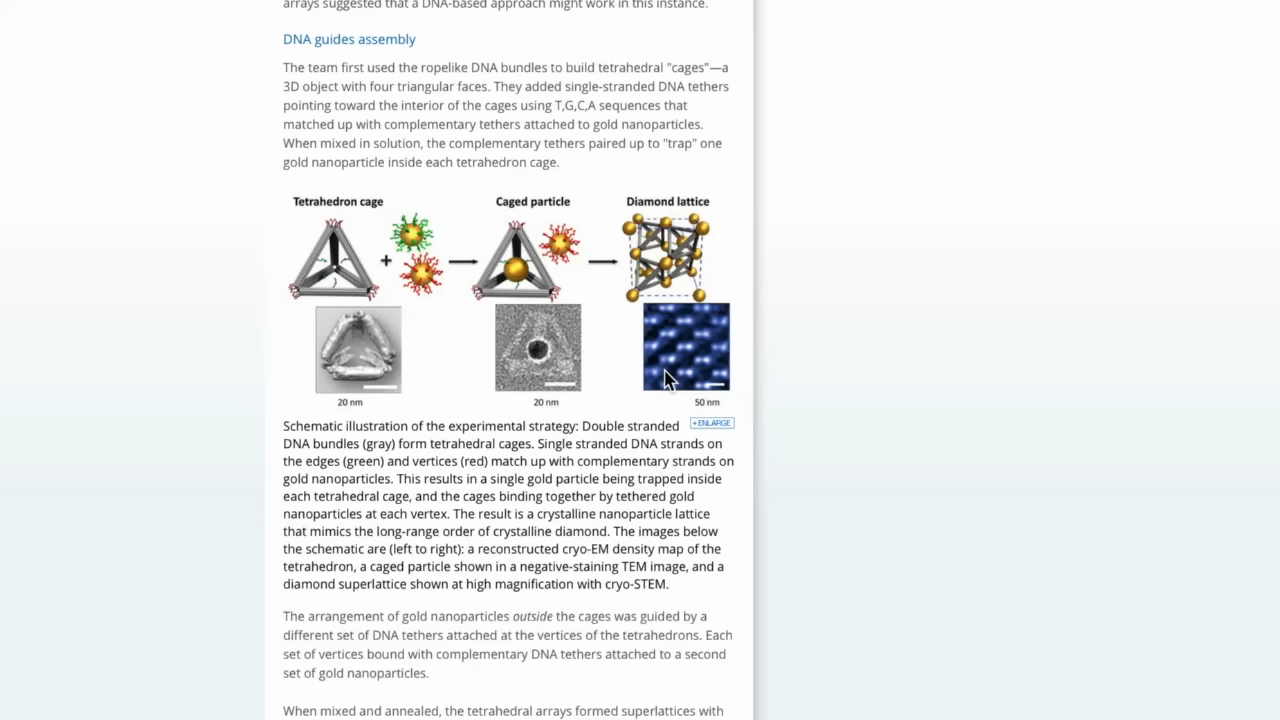 arrays suggested that a DNA-based approach might work in this instance.
DNA guides assembly
The team first used the ropelike DNA bundles to build tetrahedral "cages"—a
3D object with four triangular faces. They added single-stranded DNA tethers
pointing toward the interior of the cages using T,G,C,A sequences that
matched up with complementary tethers attached to gold nanoparticles.
When mixed in solution, the complementary tethers paired up to "trap" one
gold nanoparticle inside each tetrahedron cage.
Tetrahedron cage
Caged particle
Diamond lattice
+
20 nm
20 nm
50 nm
+ ENLARGE
Schematic illustration of the experimental strategy: Double stranded
DNA bundles (gray) form tetrahedral cages. Single stranded DNA strands on
the edges (green) and vertices (red) match up with complementary strands on
gold nanoparticles. This results in a single gold particle being trapped inside
each tetrahedral cage, and the cages binding together by tethered gold
nanoparticles at each vertex. The result is a crystalline nanoparticle lattice
that mimics the long-range order of crystalline diamond. The images below
the schematic are (left to right): a reconstructed cryo-EM density map of the
tetrahedron, a caged particle shown in a negative-staining TEM image, and a
diamond superlattice shown at high magnification with cryo-STEM.
The arrangement of gold nanoparticles outside the cages was guided by a
different set of DNA tethers attached at the vertices of the tetrahedrons. Each
set of vertices bound with complementary DNA tethers attached to a second
set of gold nanoparticles.
When mixed and annealed, the tetrahedral arrays formed superlattices with